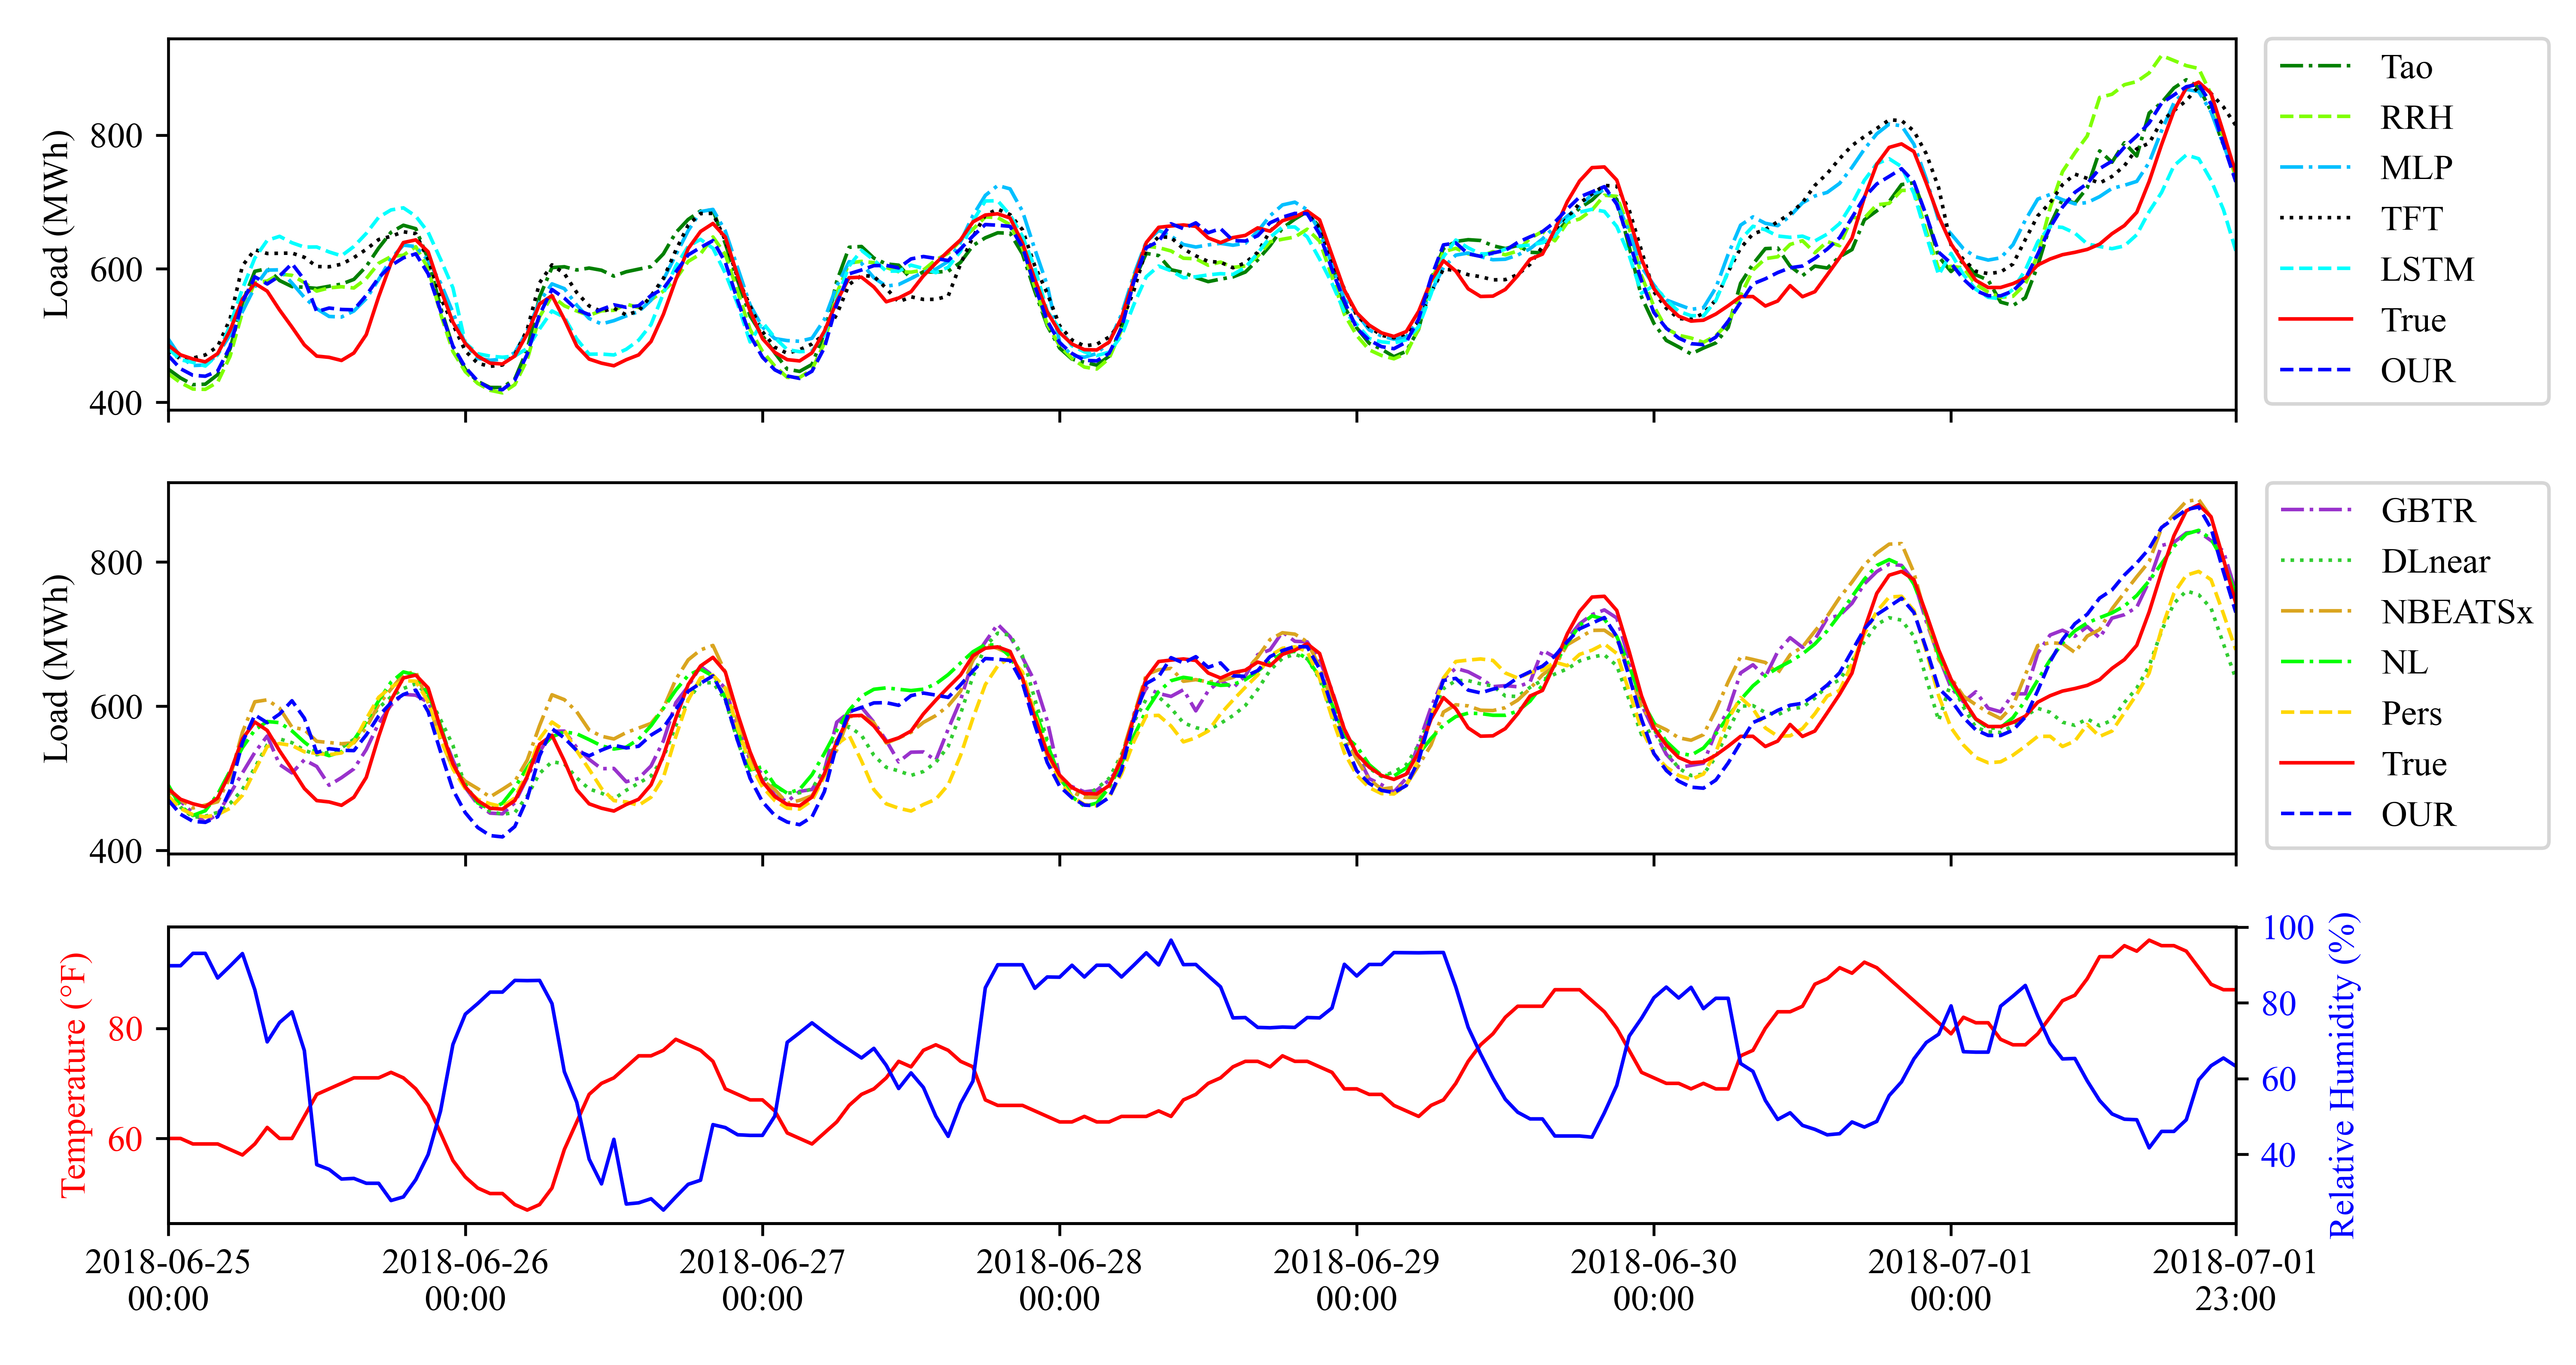 Load (MWh)
800
600
400
Tao
RRH
MLP
TFT
LSTM
True
OUR
Load (MWh)
800
600
400
GBTR
DLnear
NBEATSx
NL
Pers
True
OUR
Temperature (°F)
80
60
100
80
60
40
Relative Humidity (%)
2018-06-25 2018-06-26 2018-06-27 2018-06-28 2018-06-29 2018-06-30 2018-07-01 2018-07-01
00:00 00:00 00:00 00:00 00:00 00:00 00:00 23:00